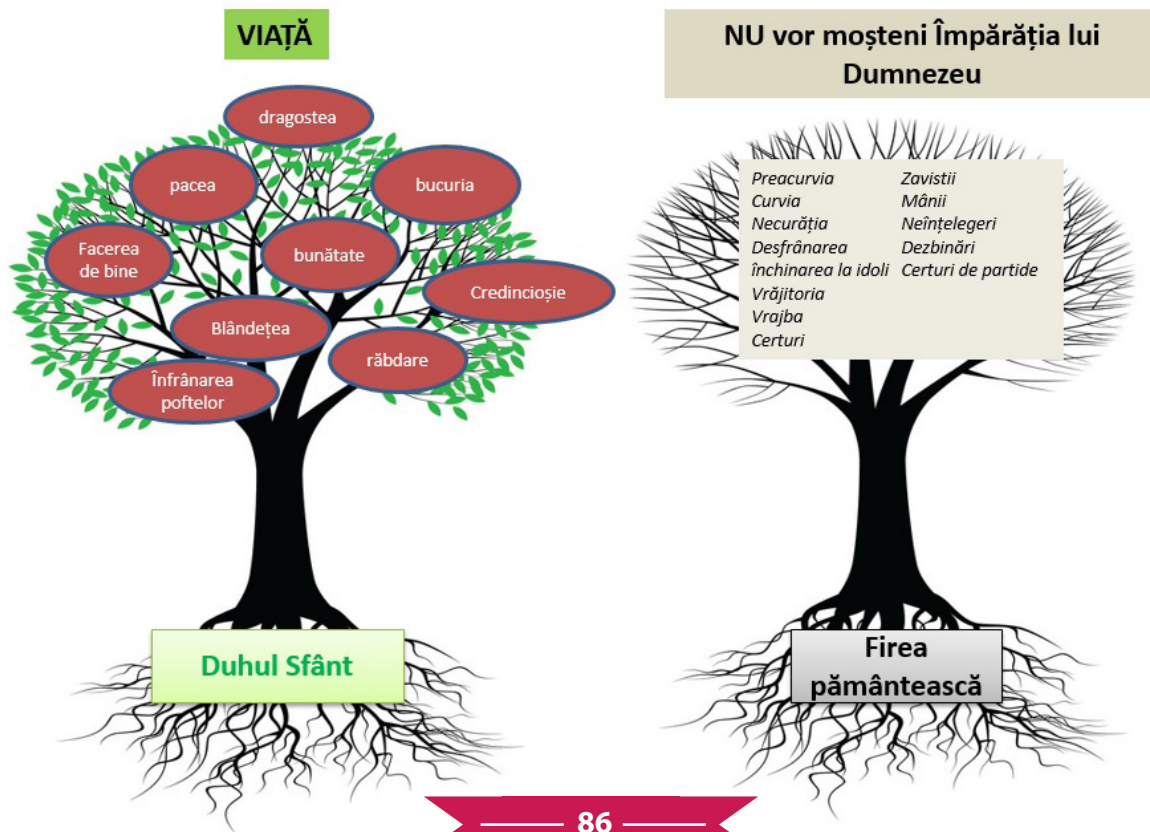 VIAȚĂ
dragostea
pacea
bucuria
Facerea
de bine
bunătate
Credincioșie
Blândețea
răbdare
Înfrânarea
poftelor
Duhul Sfânt
NU vor moșteni Împărăția lui
Dumnezeu
Preacurvia
Curvia
Necurăția
Desfrânarea
închinarea la idoli
Vrăjitoria
Vrajba
Certuri
Zavistii
Mânii
Neînțelegeri
Dezbinări
Certuri de partide
Firea
pământească
86